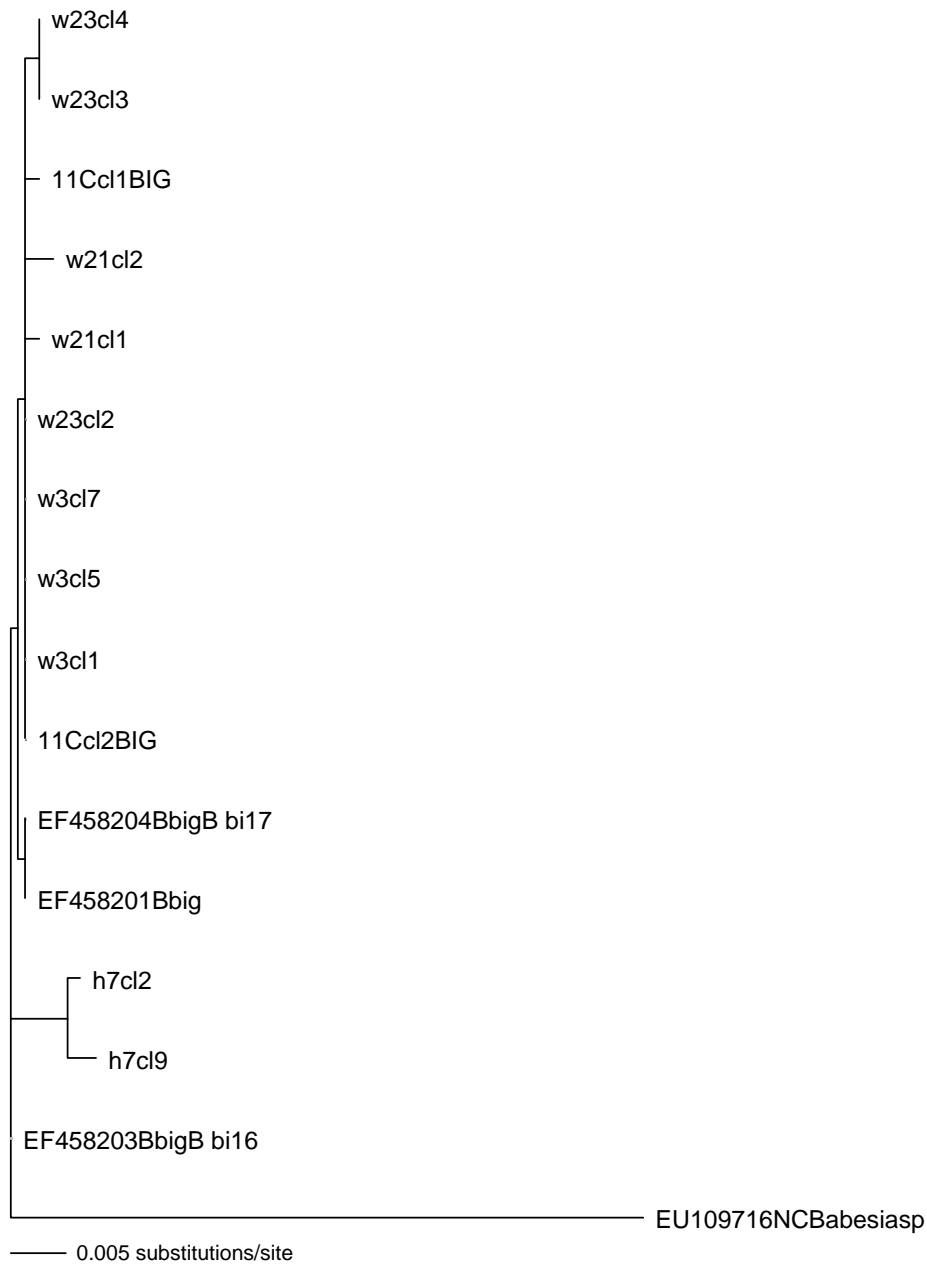 w23cl4
w23cl3
11Ccl1BIG
w21cl2
w21cl1
w23cl2
w3cl7
w3cl5
w3cl1
11Ccl2BIG
EF458204BbigB bi17
EF458201Bbig
h7cl2
h7cl9
EF458203BbigB bi16
EU109716NCBabesiasp
0.005 substitutions/site